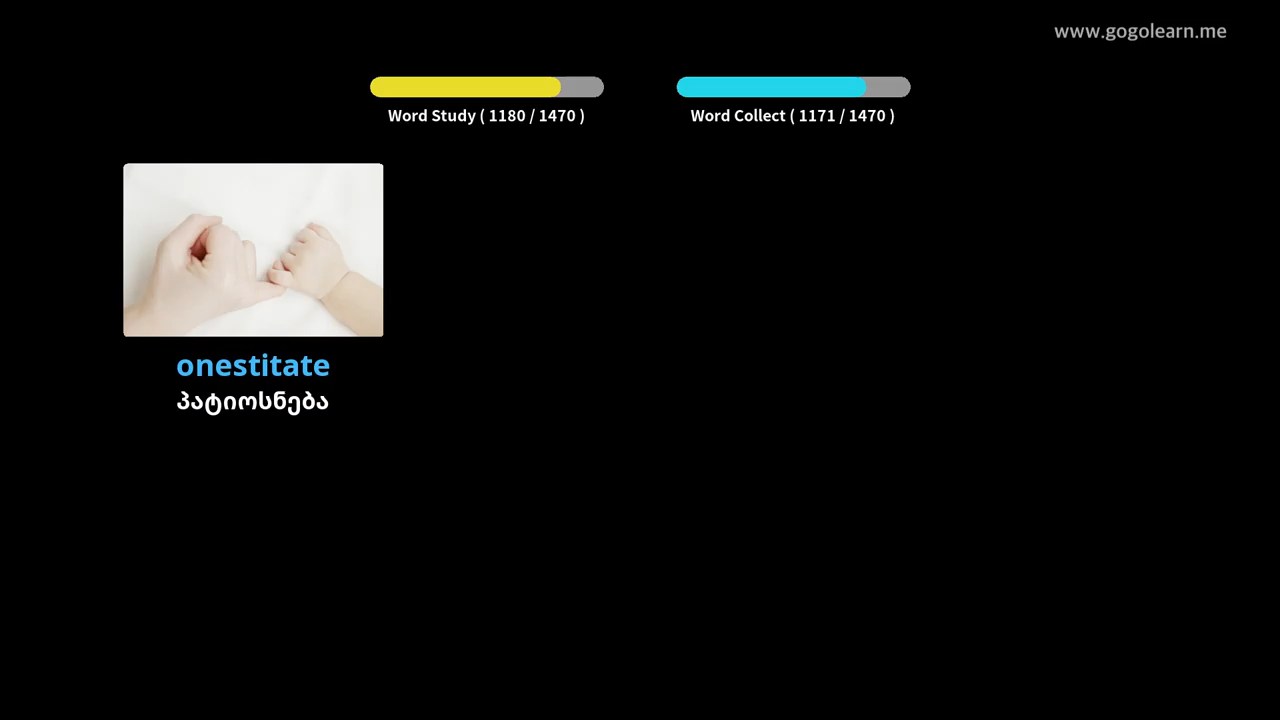 www.gogolearn.me
Word Study ( 1180 / 1470 )
Word Collect ( 1171 / 1470 )
onestitate
პატიოსნება